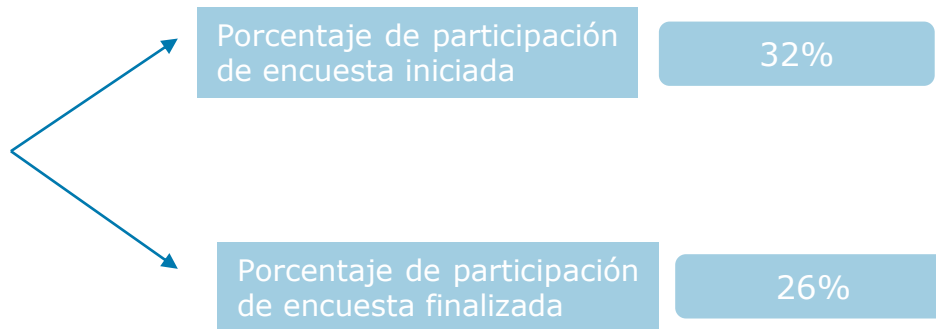 Porcentaje de participación
de encuesta iniciada
32%
Porcentaje de participación
de encuesta finalizada
26%